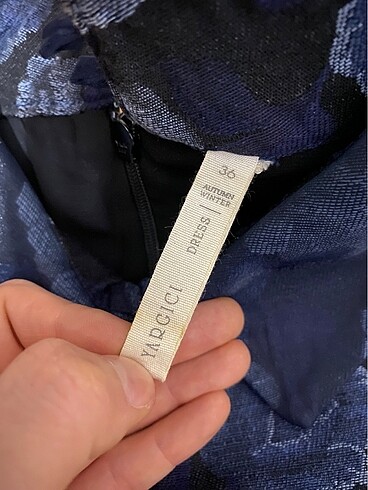 36
AUTUMN
WINTER
DRESS |
YARGICI